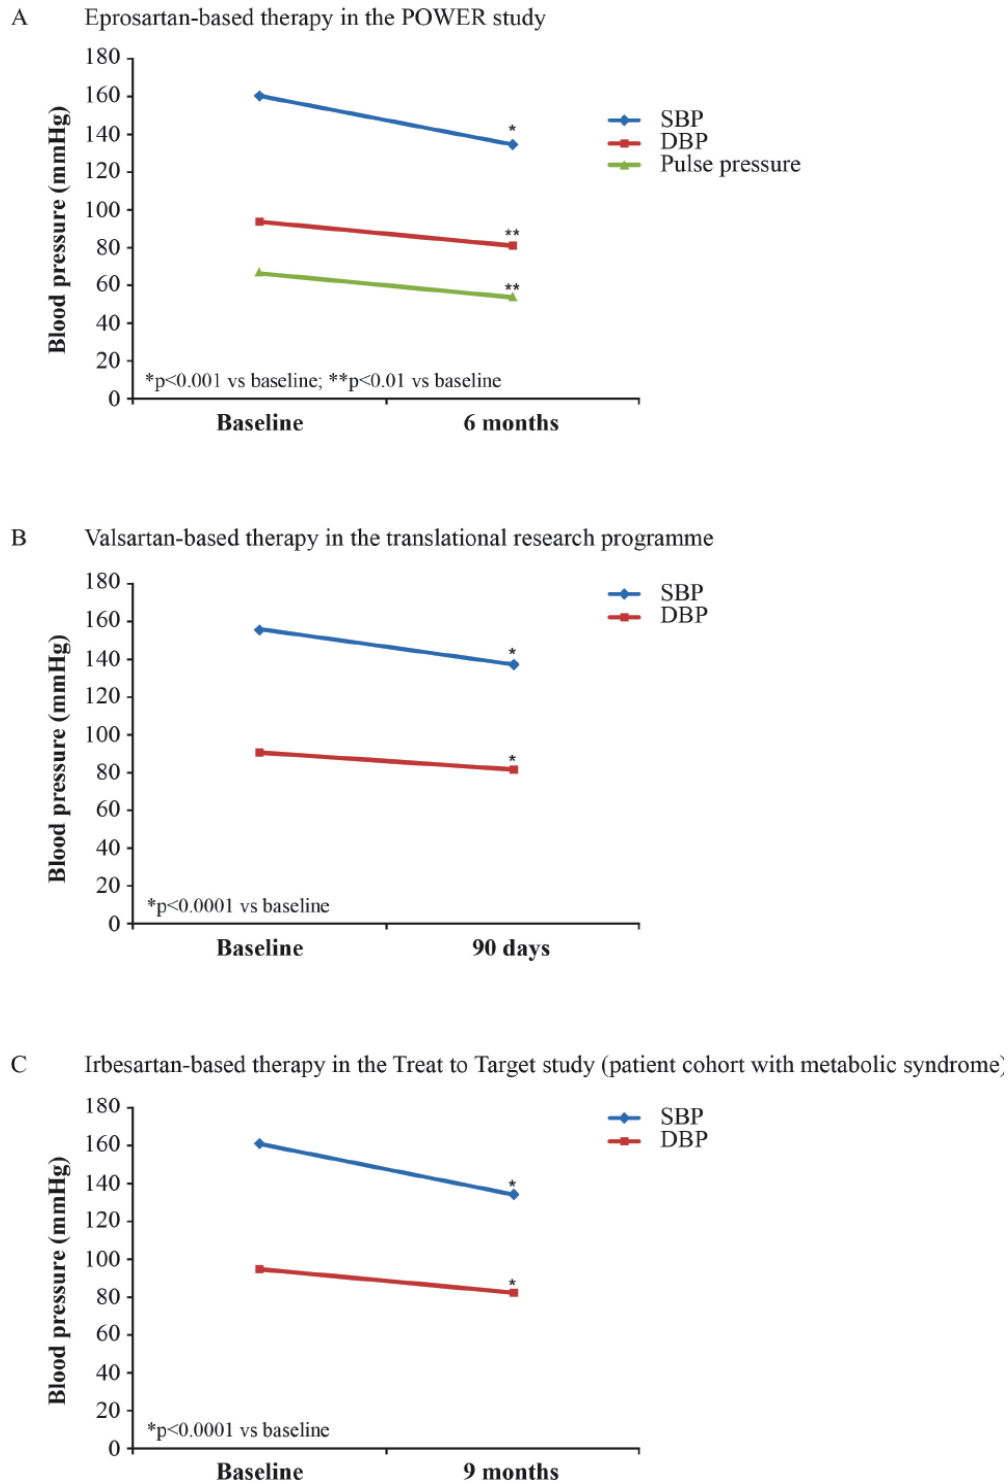 A Eprosartan-based therapy in the POWER study
180
160
140
120
100
80
60
40
20
0
Blood pressure (mmHg)
*
**
**
SBP
DBP
Pulse pressure
*p<0.001 vs baseline; **p<0.01 vs baseline
Baseline 6 months
B Valsartan-based therapy in the translational research programme
180
160
140
120
100
80
60
40
20
0
Blood pressure (mmHg)
*
*
SBP
DBP
*p<0.0001 vs baseline
Baseline 90 days
C Irbesartan-based therapy in the Treat to Target study (patient cohort with metabolic syndrome)
180
160
140
120
100
80
60
40
20
0
Blood pressure (mmHg)
*
*
SBP
DBP
*p<0.0001 vs baseline
Baseline 9 months